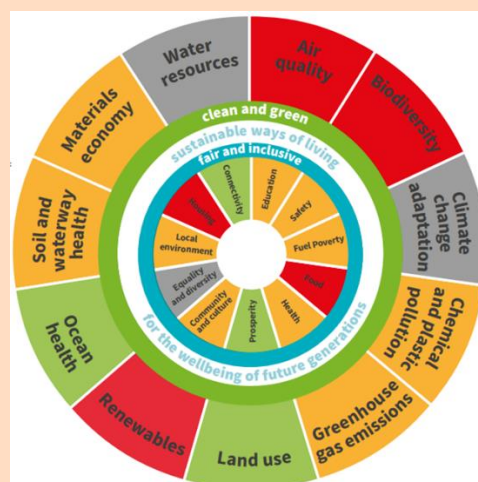 Water
resources
Air
quality
Biodiversity
Climate
change
adaptation
Chemical
and plastic
pollution
Greenhouse
gas emissions
Land use
Renewables
Ocean
health
Soil and
waterway
health
Materials
economy
clean and green
sustainable ways of living
fair and inclusive
for the wellbeing of future generations
Connectivity
Education
Safety
Fuel Poverty
Food
Health
Prosperity
Community
and culture
Equality
and diversity
Local
environment
Housing